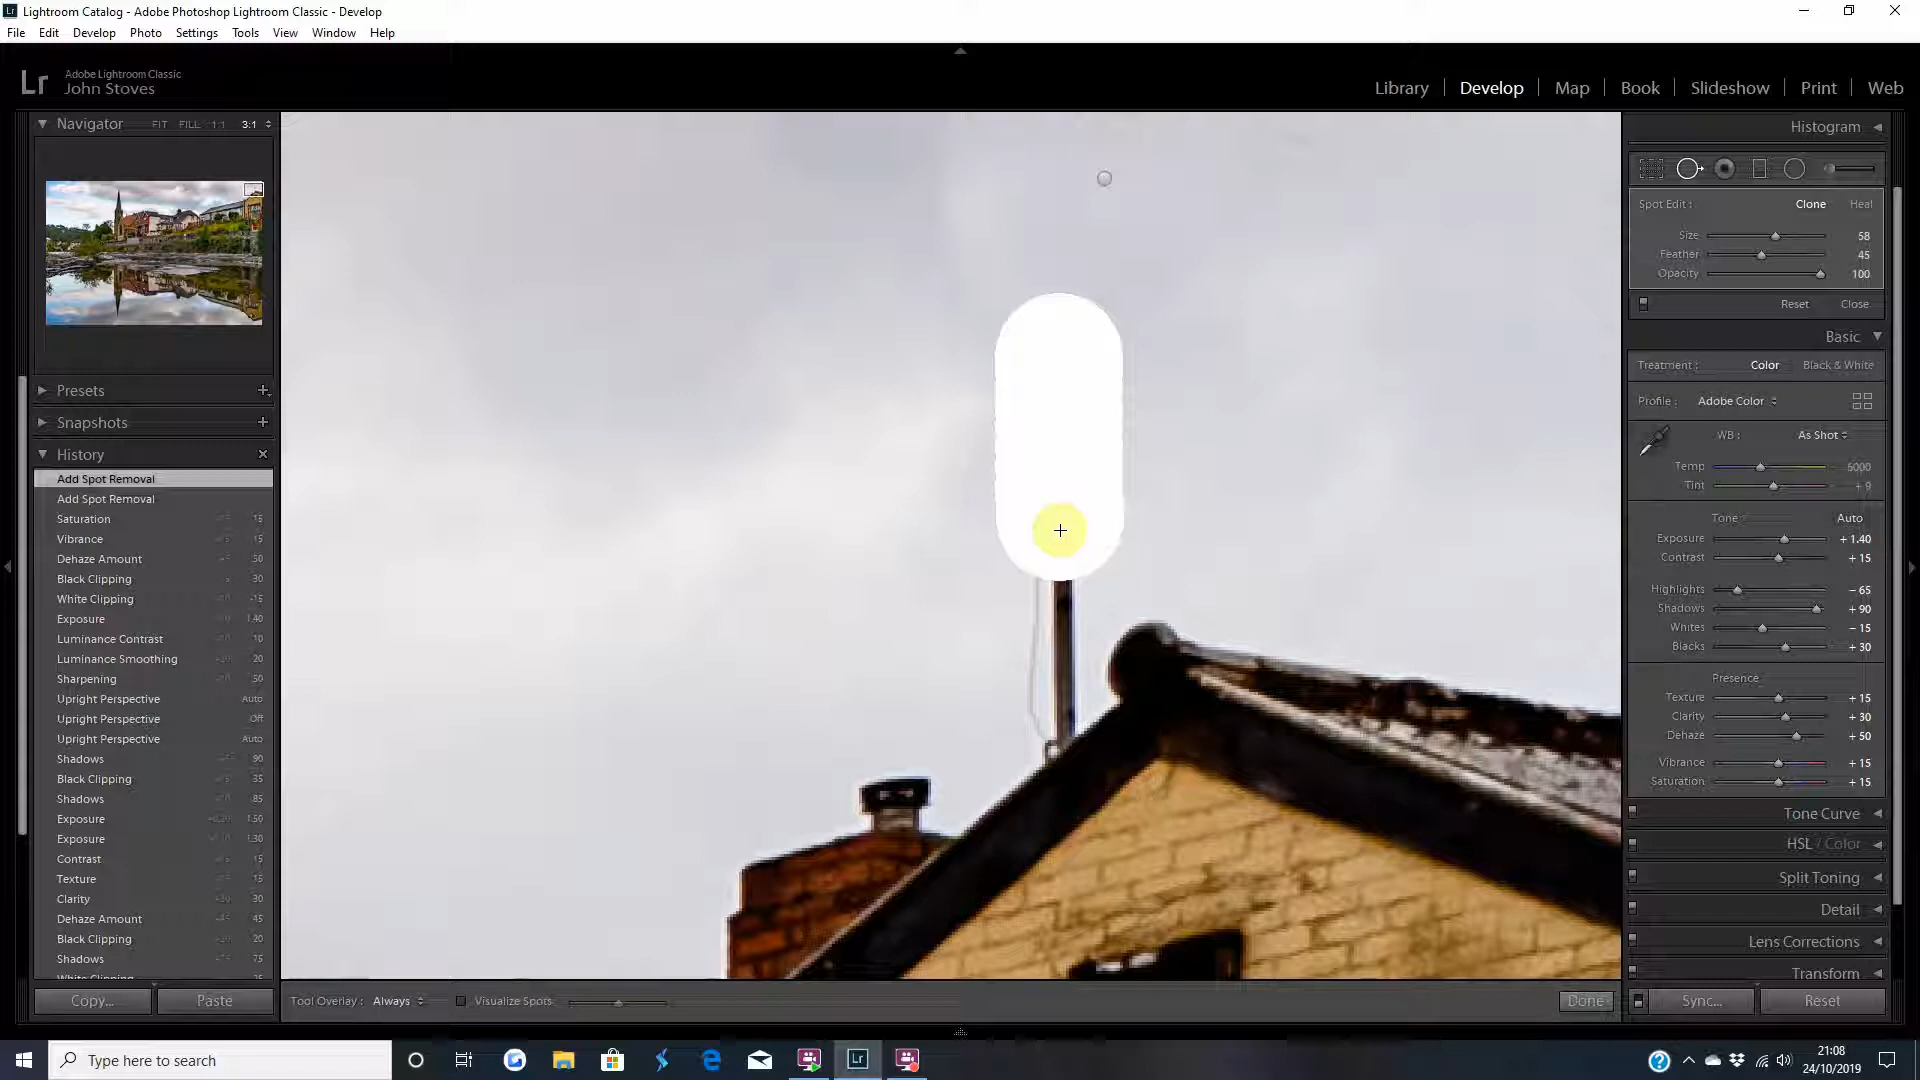 Lightroom Catalog - Adobe Photoshop Lightroom Classic - Develop
File Edit Develop Photo Settings Tools View Window Help
Lr Adobe Lightroom Classic
John Stoves
Library Develop Map Book Slideshow Print Web
Navigator FIT FILL 1:1 3:1
Presets
Snapshots
History
Add Spot Removal
Add Spot Removal
Saturation 15
Vibrance 15
Dehaze Amount 50
Black Clipping 30
White Clipping -15
Exposure 1.40
Luminance Contrast 10
Luminance Smoothing 20
Sharpening 50
Upright Perspective Auto
Upright Perspective Off
Upright Perspective Auto
Shadows 90
Black Clipping 35
Shadows 85
Exposure 1.50
Exposure 1.30
Contrast 15
Texture 15
Clarity 30
Dehaze Amount 45
Black Clipping 20
Shadows 75
White Clipping
Copy... Paste
Tool Overlay : Always Visualize Spots Done
Histogram
Spot Edit : Clone Heal
Size 58
Feather 45
Opacity 100
Reset Close
Basic
Treatment : Color Black & White
Profile : Adobe Color
WB : As Shot
Temp 5000
Tint + 9
Tone Auto
Exposure + 1.40
Contrast + 15
Highlights − 65
Shadows + 90
Whites − 15
Blacks + 30
Presence
Texture + 15
Clarity + 30
Dehaze + 50
Vibrance + 15
Saturation + 15
Tone Curve
HSL / Color
Split Toning
Detail
Lens Corrections
Transform
Sync... Reset
Type here to search
Lr
21:08
24/10/2019